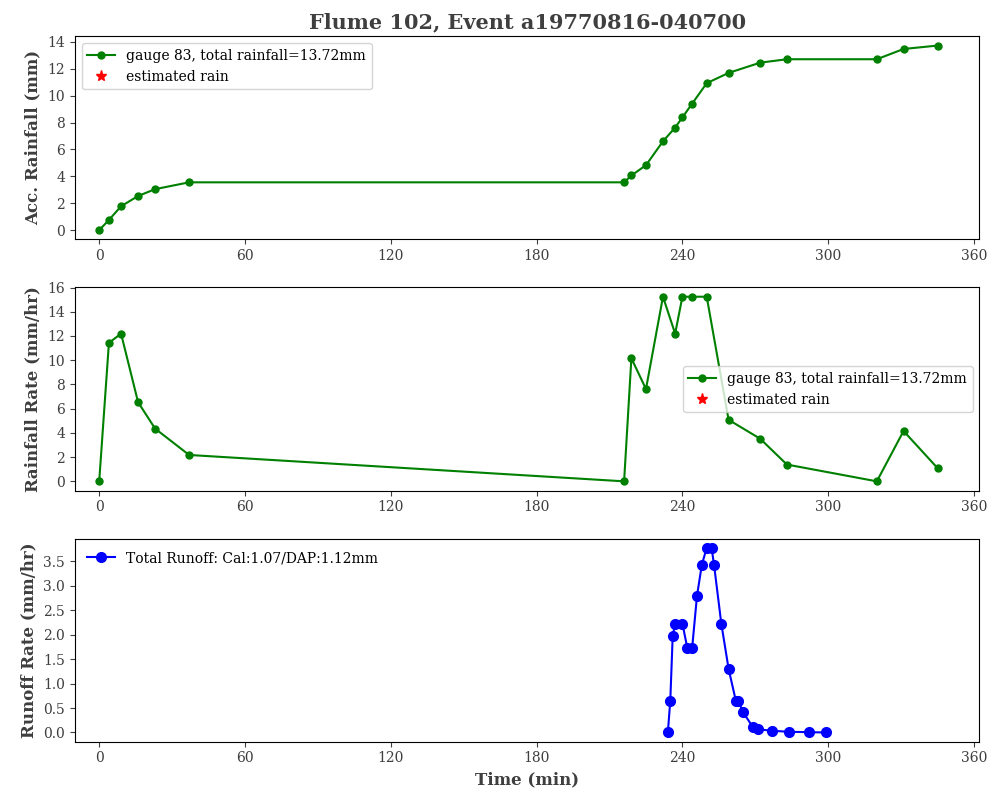 Flume 102, Event a19770816-040700
Acc. Rainfall (mm)
14
12
10
8
6
4
2
0
gauge 83, total rainfall=13.72mm
estimated rain
0 60 120 180 240 300 360
Rainfall Rate (mm/hr)
16
14
12
10
8
6
4
2
0
gauge 83, total rainfall=13.72mm
estimated rain
0 60 120 180 240 300 360
Runoff Rate (mm/hr)
3.5
3.0
2.5
2.0
1.5
1.0
0.5
0.0
Total Runoff: Cal:1.07/DAP:1.12mm
0 60 120 180 240 300 360
Time (min)